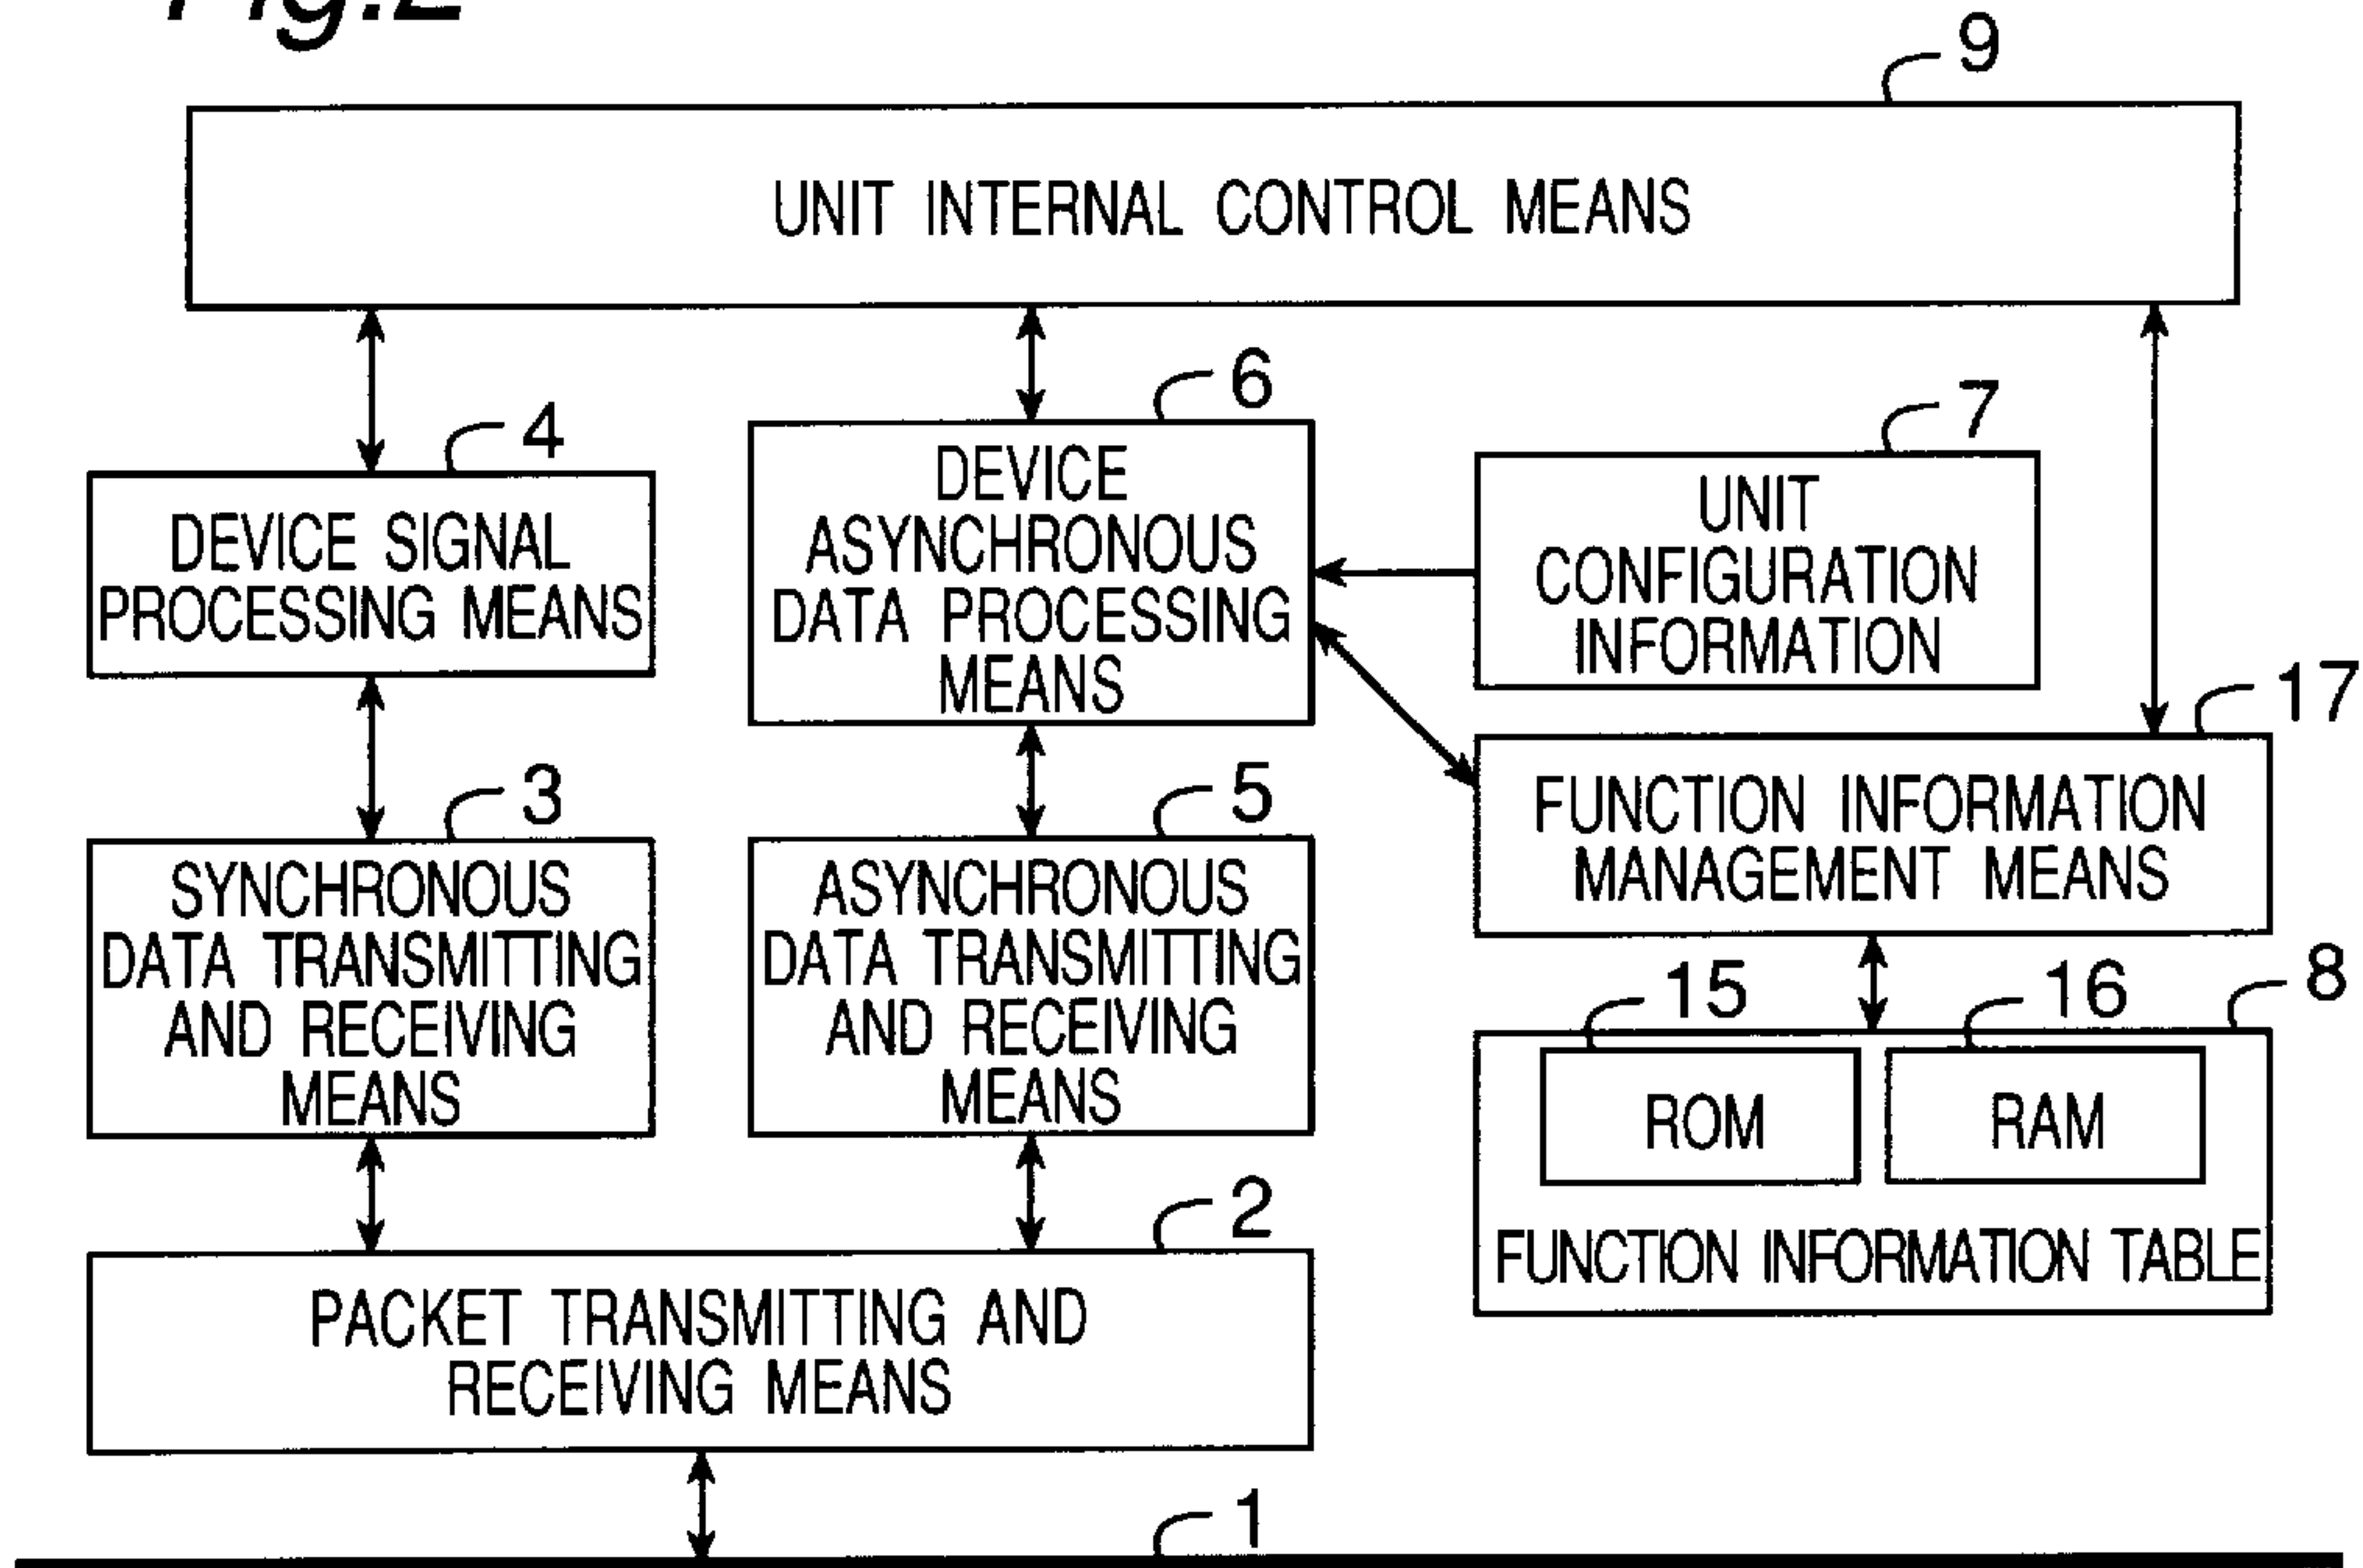 Fig.2
9
UNIT INTERNAL CONTROL MEANS
4
DEVICE SIGNAL
PROCESSING MEANS
6
DEVICE
ASYNCHRONOUS
DATA PROCESSING
MEANS
7
UNIT
CONFIGURATION
INFORMATION
17
FUNCTION INFORMATION
MANAGEMENT MEANS
3
SYNCHRONOUS
DATA TRANSMITTING
AND RECEIVING
MEANS
5
ASYNCHRONOUS
DATA TRANSMITTING
AND RECEIVING
MEANS
15
16
8
ROM
RAM
FUNCTION INFORMATION TABLE
2
PACKET TRANSMITTING AND
RECEIVING MEANS
1